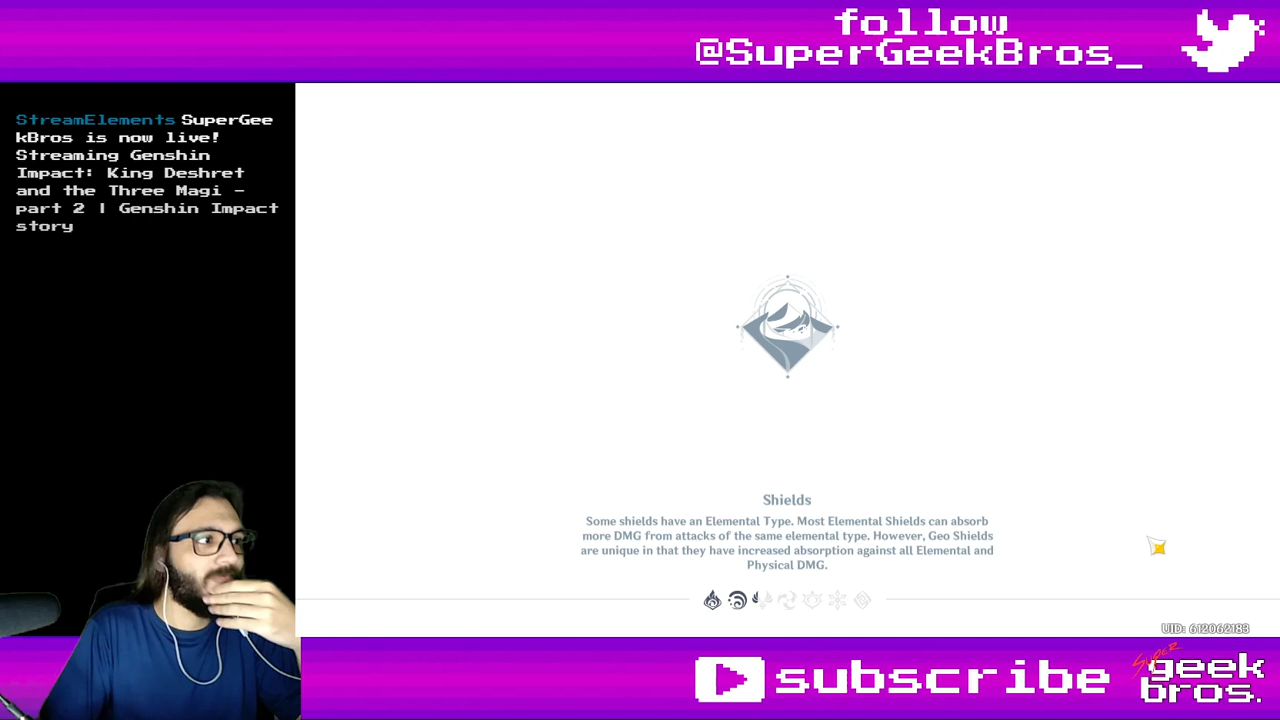 follow
@SuperGeekBros_
StreamElements SuperGee
kBros is now live!
Streaming Genshin
Impact: King Deshret
and the Three Magi -
part 2 | Genshin Impact
story
Shields
Some shields have an Elemental Type. Most Elemental Shields can absorb
more DMG from attacks of the same elemental type. However, Geo Shields
are unique in that they have increased absorption against all Elemental and
Physical DMG.
UID: 612062183
subscribe
SUPER
geek
bros.